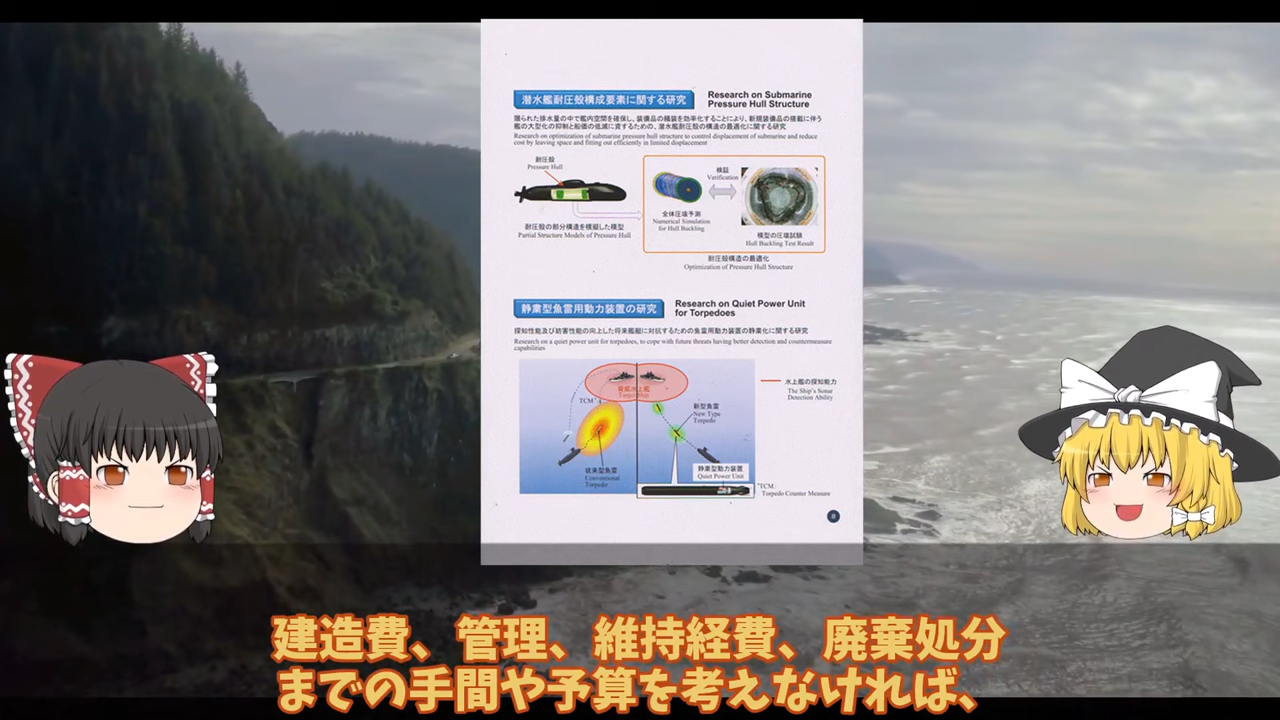 潜水艦耐圧殻構成要素に関する研究
Research on Submarine
Pressure Hull Structure
限られた排水量の中で艦内空間を確保し、装備品の艤装を効率化することにより、新規装備品の搭載に伴う
艦の大型化の抑制と船価の低減に資するための、潜水艦耐圧殻の構造の最適化に関する研究
Research on optimization of submarine pressure hull structure to control displacement of submarine and reduce
cost by leaving space and fitting out efficiently in limited displacement
耐圧殻
Pressure Hull
検証
Verification
全体圧壊予測
Numerical Simulation
for Hull Buckling
耐圧殻の部分構造を模擬した模型
Partial Structure Models of Pressure Hull
模型の圧壊試験
Hull Buckling Test Result
耐圧殻構造の最適化
Optimization of Pressure Hull Structure
静粛型魚雷用動力装置の研究
Research on Quiet Power Unit
for Torpedoes
探知性能及び妨害性能の向上した将来艦艇に対抗するための魚雷用動力装置の静粛化に関する研究
Research on a quiet power unit for torpedoes, to cope with future threats having better detection and countermeasure
capabilities
脅威水上艦
Target Ship
TCM
水上艦の探知能力
The Ship's Sonar
Detection Ability
新型魚雷
New Type
Torpedo
従来型魚雷
Conventional
Torpedo
静粛型動力装置
Quiet Power Unit
*TCM :
Torpedo Counter Measure
8
建造費、管理、維持経費、廃棄処分
までの手間や予算を考えなければ、